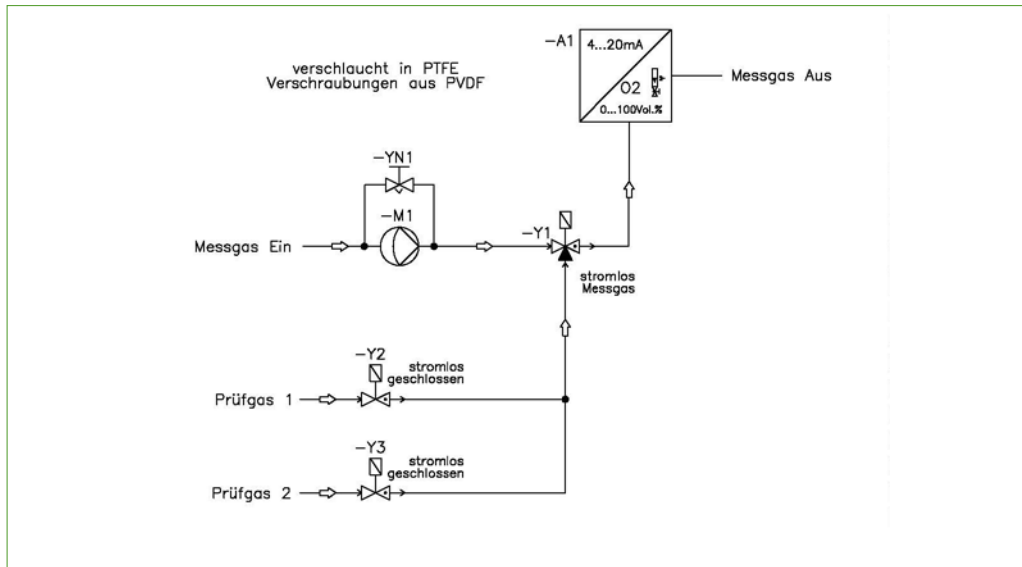 -A1
4...20mA
O2
0...100Vol.%
Messgas Aus
verschlaucht in PTFE
Verschraubungen aus PVDF
-YN1
-M1
Messgas Ein
-Y1
stromlos
Messgas
-Y2
stromlos
geschlossen
Prüfgas 1
-Y3
stromlos
geschlossen
Prüfgas 2